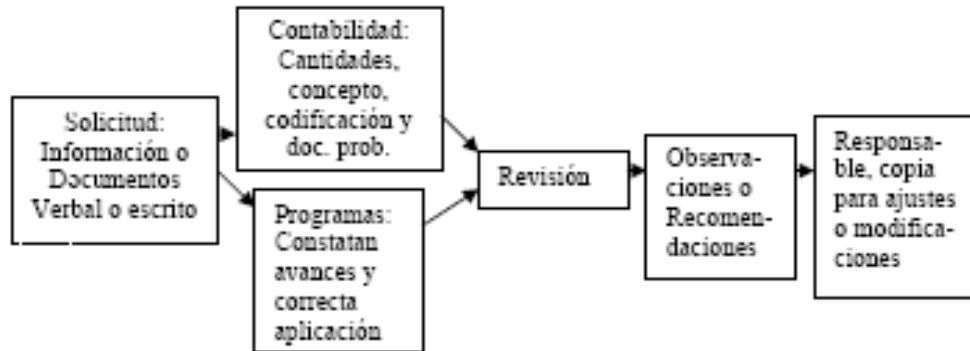 Solicitud:
Información o
Documentos
Verbal o escrito
Contabilidad:
Cantidades,
concepto,
codificación y
doc. prob.
Programas:
Constatan
avances y
correcta
aplicación
Revisión
Observa-
ciones o
Recomen-
daciones
Responsa-
ble, copia
para ajustes
o modifica-
ciones